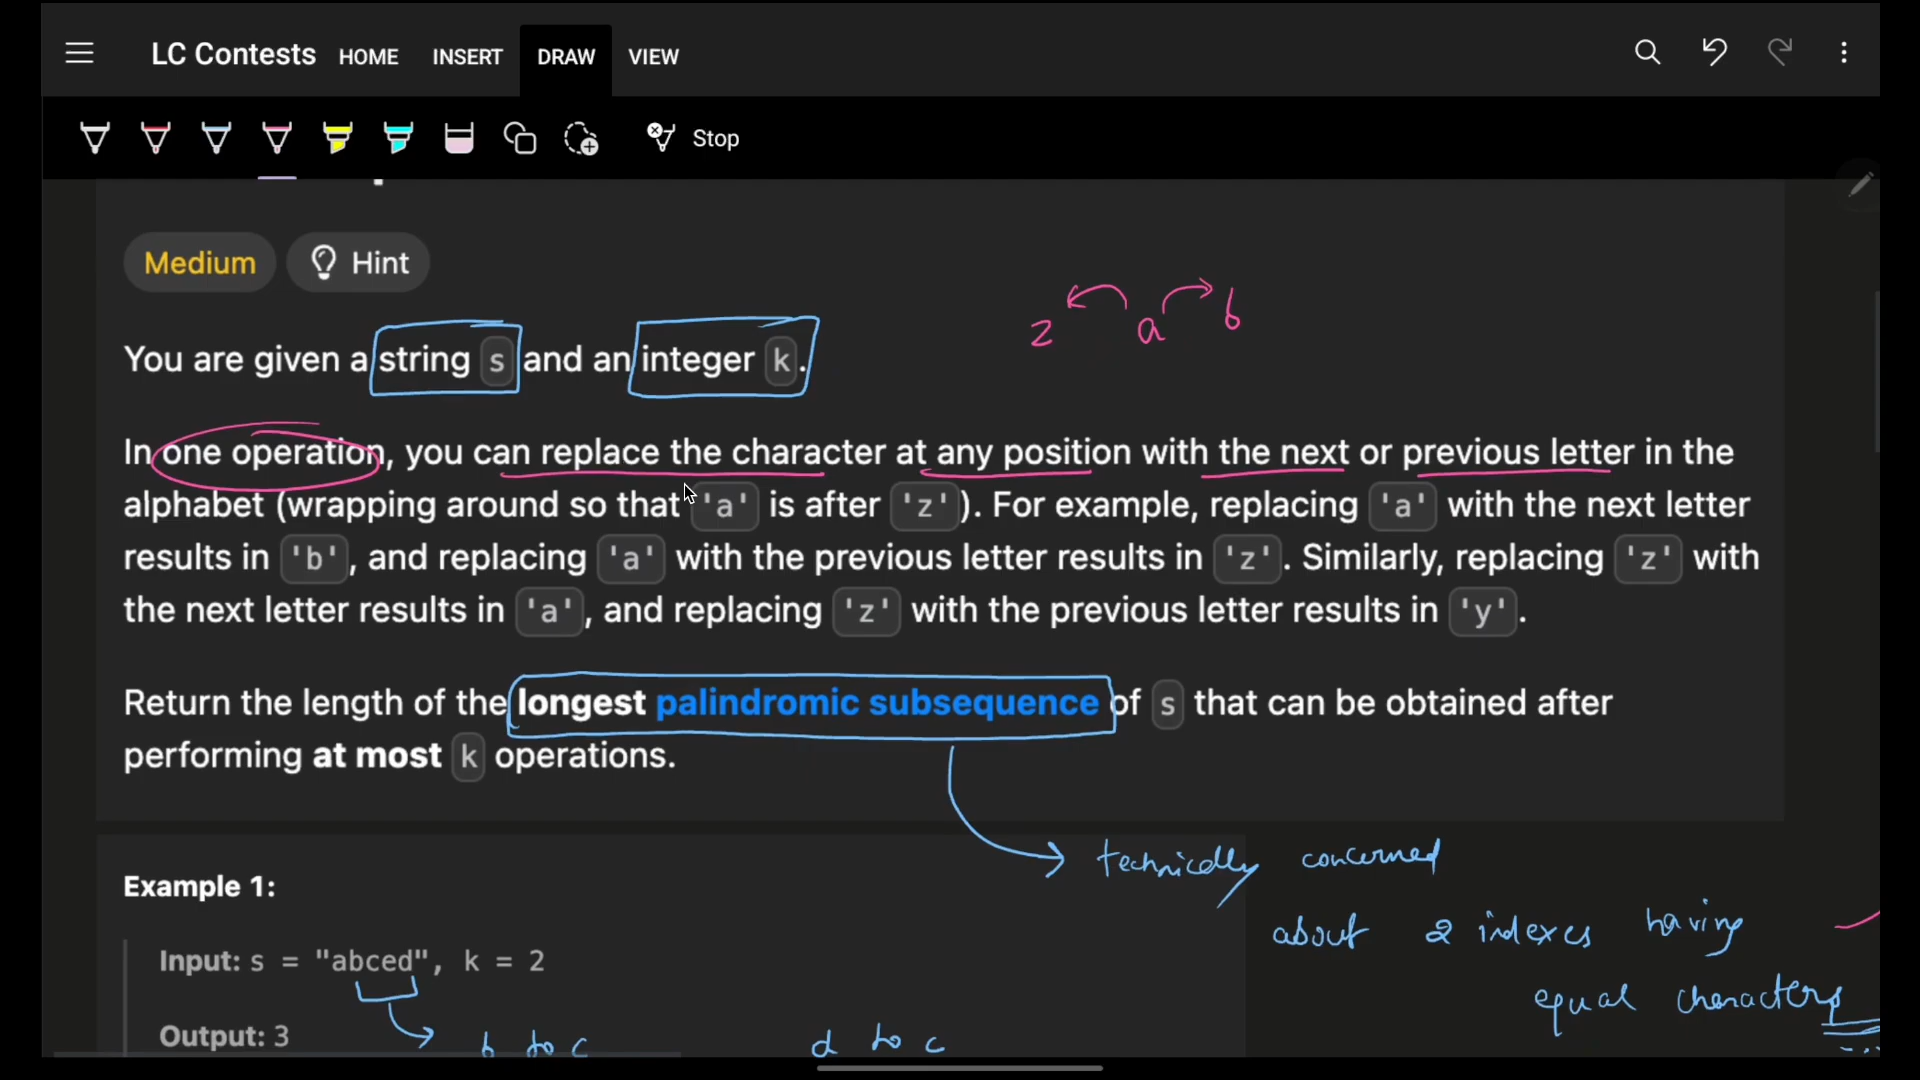 LC Contests HOME INSERT DRAW VIEW
Stop
Medium Hint
z a b
You are given a string s and an integer k.
In one operation, you can replace the character at any position with the next or previous letter in the
alphabet (wrapping around so that 'a' is after 'z'). For example, replacing 'a' with the next letter
results in 'b', and replacing 'a' with the previous letter results in 'z'. Similarly, replacing 'z' with
the next letter results in 'a', and replacing 'z' with the previous letter results in 'y'.
Return the length of the longest palindromic subsequence of s that can be obtained after
performing at most k operations.
technically concerned
Example 1:
about 2 indexes having
Input: s = "abced", k = 2
equal characters
Output: 3
b to c d to c